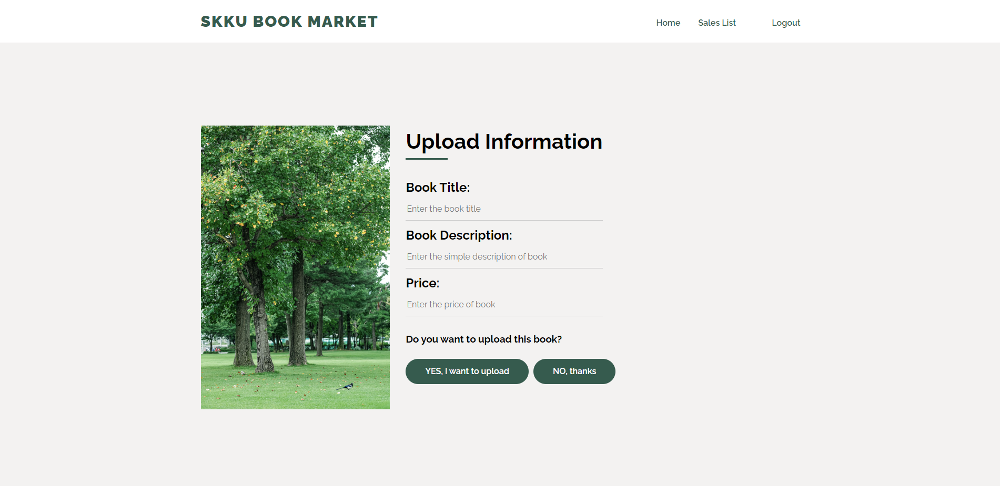 SKKU BOOK MARKET
Home Sales List Logout
Upload Information
Book Title:
Enter the book title
Book Description:
Enter the simple description of book
Price:
Enter the price of book
Do you want to upload this book?
YES, I want to upload NO, thanks